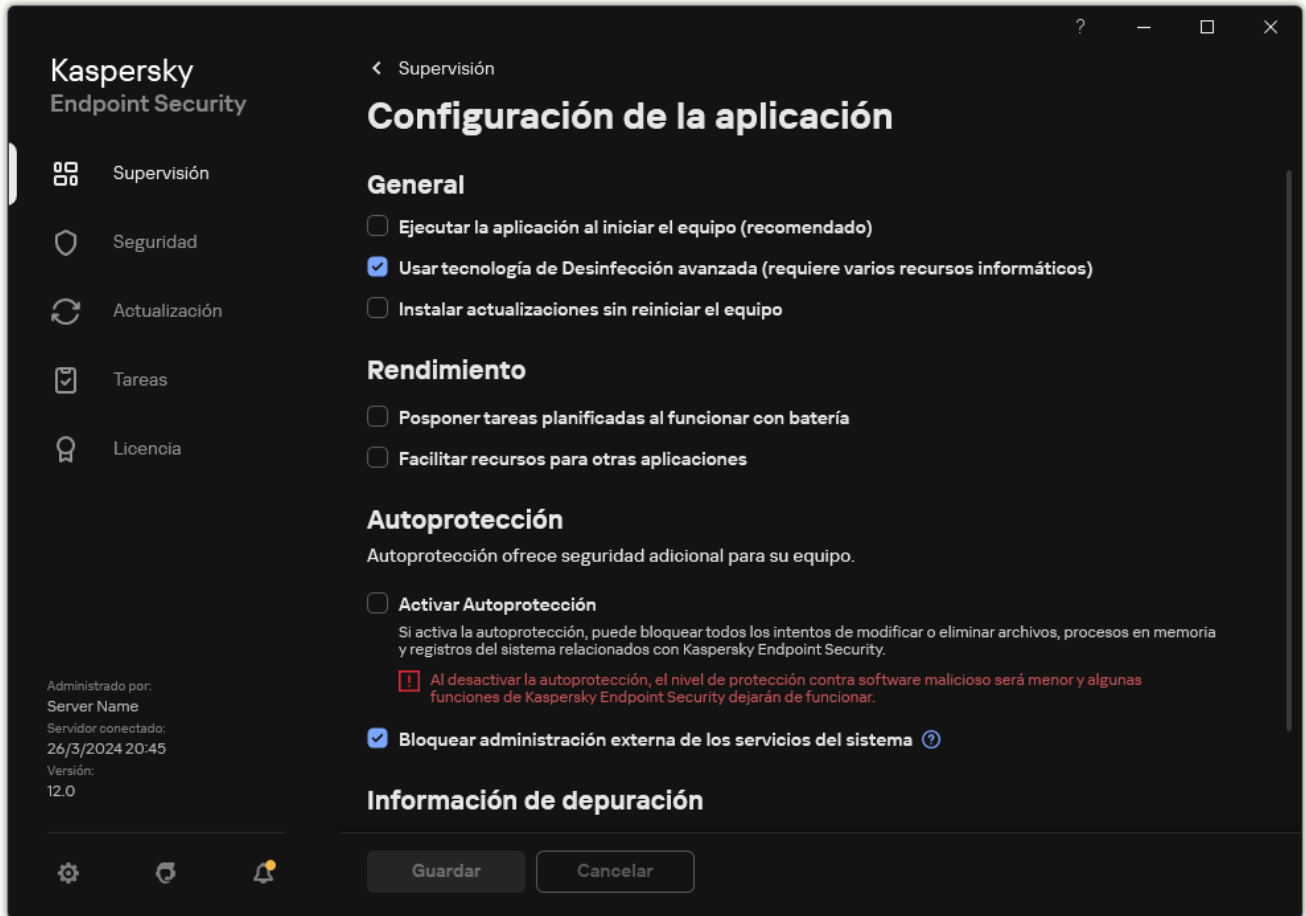 ?
Kaspersky
Endpoint Security
Supervisión
Seguridad
Actualización
Tareas
Licencia
Administrado por:
Server Name
Servidor conectado:
26/3/2024 20:45
Versión:
12.0
Supervisión
Configuración de la aplicación
General
Ejecutar la aplicación al iniciar el equipo (recomendado)
Usar tecnología de Desinfección avanzada (requiere varios recursos informáticos)
Instalar actualizaciones sin reiniciar el equipo
Rendimiento
Posponer tareas planificadas al funcionar con batería
Facilitar recursos para otras aplicaciones
Autoprotección
Autoprotección ofrece seguridad adicional para su equipo.
Activar Autoprotección
Si activa la autoprotección, puede bloquear todos los intentos de modificar o eliminar archivos, procesos en memoria
y registros del sistema relacionados con Kaspersky Endpoint Security.
! Al desactivar la autoprotección, el nivel de protección contra software malicioso será menor y algunas
funciones de Kaspersky Endpoint Security dejarán de funcionar.
Bloquear administración externa de los servicios del sistema ?
Información de depuración
Guardar
Cancelar